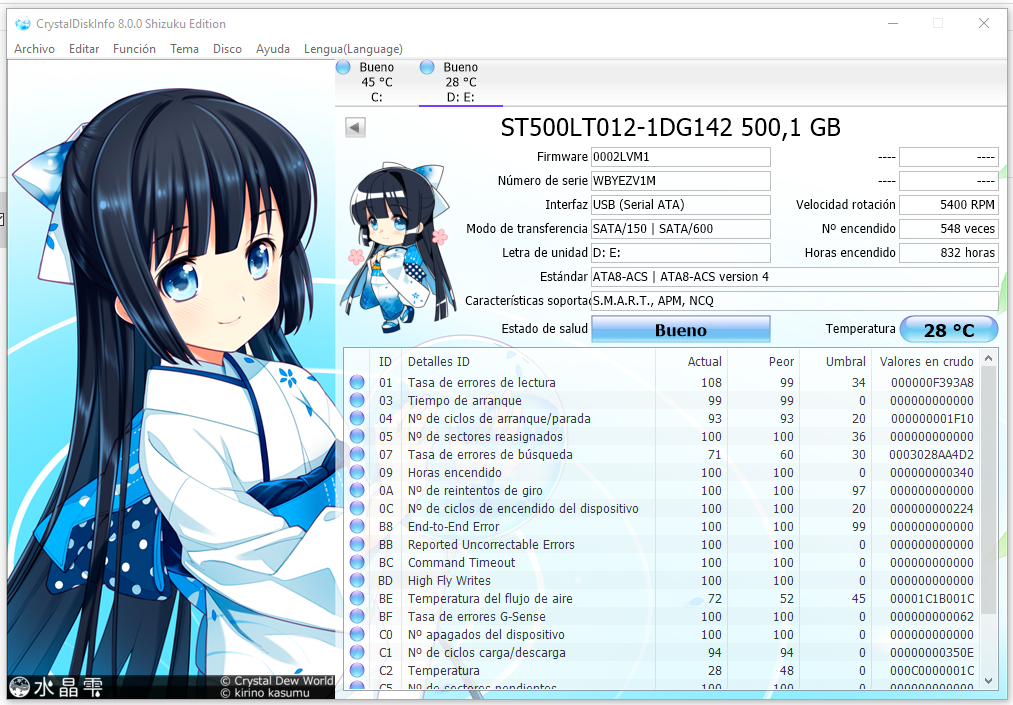 CrystalDiskInfo 8.0.0 Shizuku Edition
Archivo Editar Función Tema Disco Ayuda Lengua(Language)
Bueno Bueno
45 °C 28 °C
C: D: E:
ST500LT012-1DG142 500,1 GB
Firmware 0002LVM1 ---- ----
Número de serie WBYEZV1M ---- ----
Interfaz USB (Serial ATA) Velocidad rotación 5400 RPM
Modo de transferencia SATA/150 | SATA/600 Nº encendido 548 veces
Letra de unidad D: E: Horas encendido 832 horas
Estándar ATA8-ACS | ATA8-ACS version 4
Características soporta S.M.A.R.T., APM, NCQ
Estado de salud Bueno Temperatura 28 °C
ID Detalles ID Actual Peor Umbral Valores en crudo
01 Tasa de errores de lectura 108 99 34 000000F393A8
03 Tiempo de arranque 99 99 0 000000000000
04 Nº de ciclos de arranque/parada 93 93 20 000000001F10
05 Nº de sectores reasignados 100 100 36 000000000000
07 Tasa de errores de búsqueda 71 60 30 0003028AA4D2
09 Horas encendido 100 100 0 000000000340
0A Nº de reintentos de giro 100 100 97 000000000000
0C Nº de ciclos de encendido del dispositivo 100 100 20 000000000224
B8 End-to-End Error 100 100 99 000000000000
BB Reported Uncorrectable Errors 100 100 0 000000000000
BC Command Timeout 100 100 0 000000000000
BD High Fly Writes 100 100 0 000000000000
BE Temperatura del flujo de aire 72 52 45 00001C1B001C
BF Tasa de errores G-Sense 100 100 0 000000000062
C0 Nº apagados del dispositivo 100 100 0 000000000000
C1 Nº de ciclos carga/descarga 94 94 0 00000000350E
C2 Temperatura 28 48 0 000C0000001C
C5 Nº de sectores pendientes 100 100 0 000000000000
水晶雫
© Crystal Dew World
© kirino kasumu